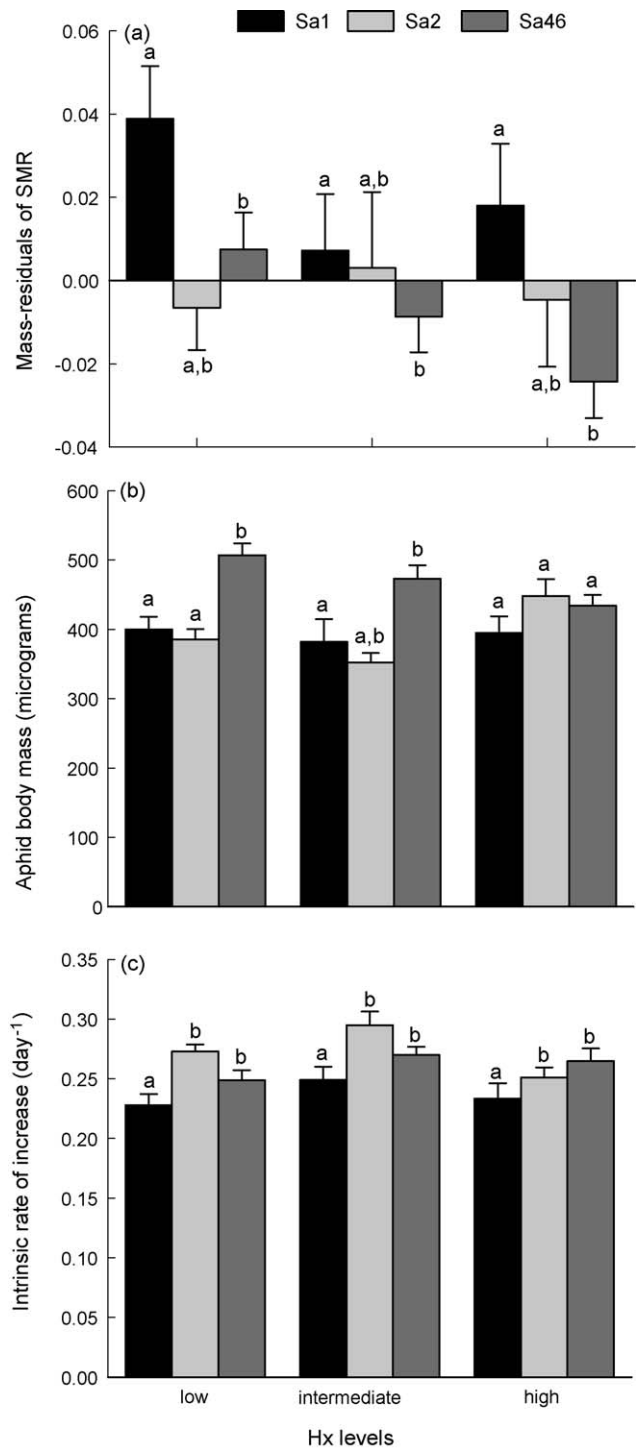 (a)
Sa1 Sa2 Sa46
Mass-residuals of SMR
0.06
0.04
0.02
0.00
-0.02
-0.04
a
a,b
b
a
a,b
b
a
a,b
b
(b)
Aphid body mass (micrograms)
600
500
400
300
200
100
0
a
a
b
a
a,b
b
a
a
a
(c)
Intrinsic rate of increase (day-1)
0.35
0.30
0.25
0.20
0.15
0.10
0.05
0.00
a
b
b
a
b
b
a
b
b
low intermediate high
Hx levels